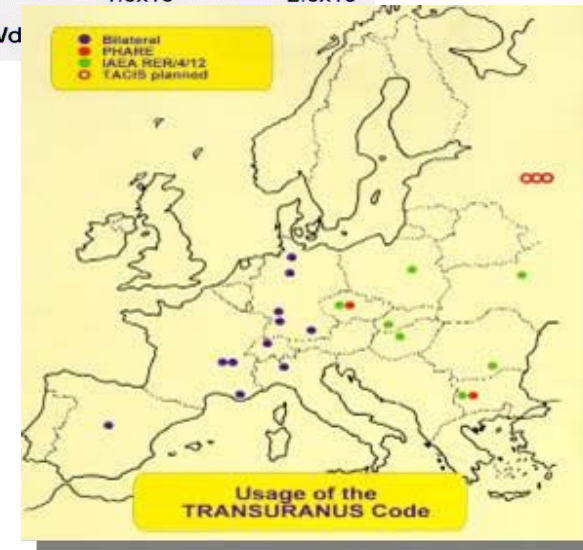 Bilateral
PHARE
IAEA RER/4/12
TACIS planned
Usage of the
TRANSURANUS Code